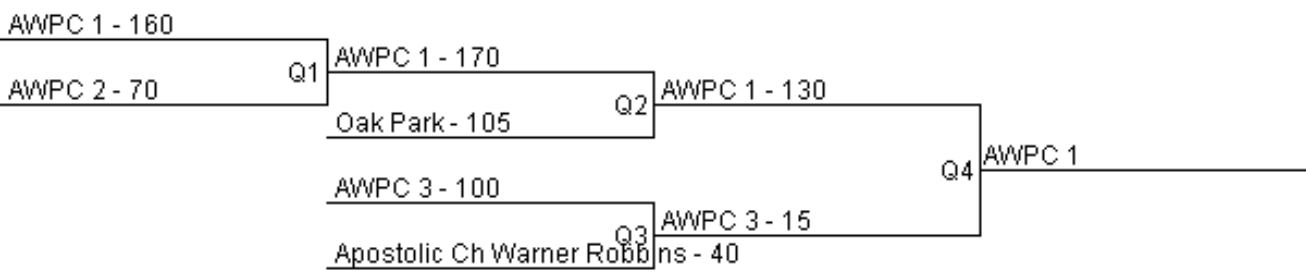 AWPC 1 - 160
AWPC 1 - 170
Q1
AWPC 2 - 70
AWPC 1 - 130
Q2
Oak Park - 105
AWPC 1
Q4
AWPC 3 - 100
AWPC 3 - 15
Q3
Apostolic Ch Warner Robbins - 40